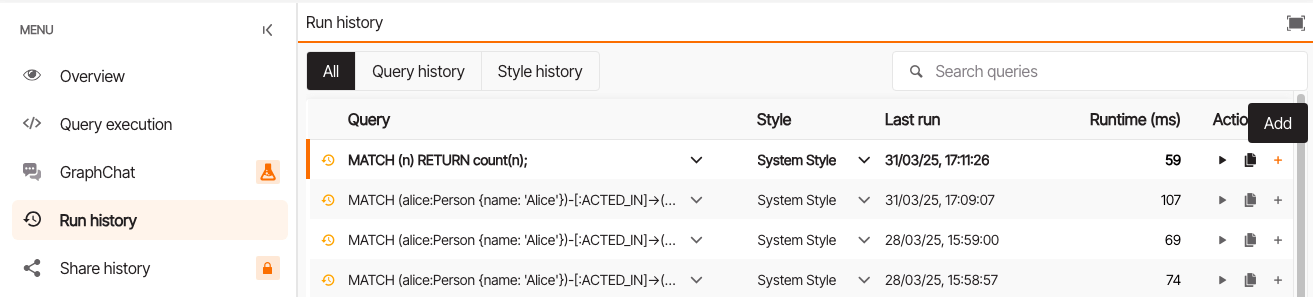 MENU
Overview
Query execution
GraphChat
Run history
Share history
Run history
All Query history Style history Search queries
Query Style Last run Runtime (ms) Actio
Add
MATCH (n) RETURN count(n); System Style 31/03/25, 17:11:26 59
MATCH (alice:Person {name: 'Alice'})-[:ACTED_IN]->(... System Style 31/03/25, 17:09:07 107
MATCH (alice:Person {name: 'Alice'})-[:ACTED_IN]->(... System Style 28/03/25, 15:59:00 69
MATCH (alice:Person {name: 'Alice'})-[:ACTED_IN]->(... System Style 28/03/25, 15:58:57 74